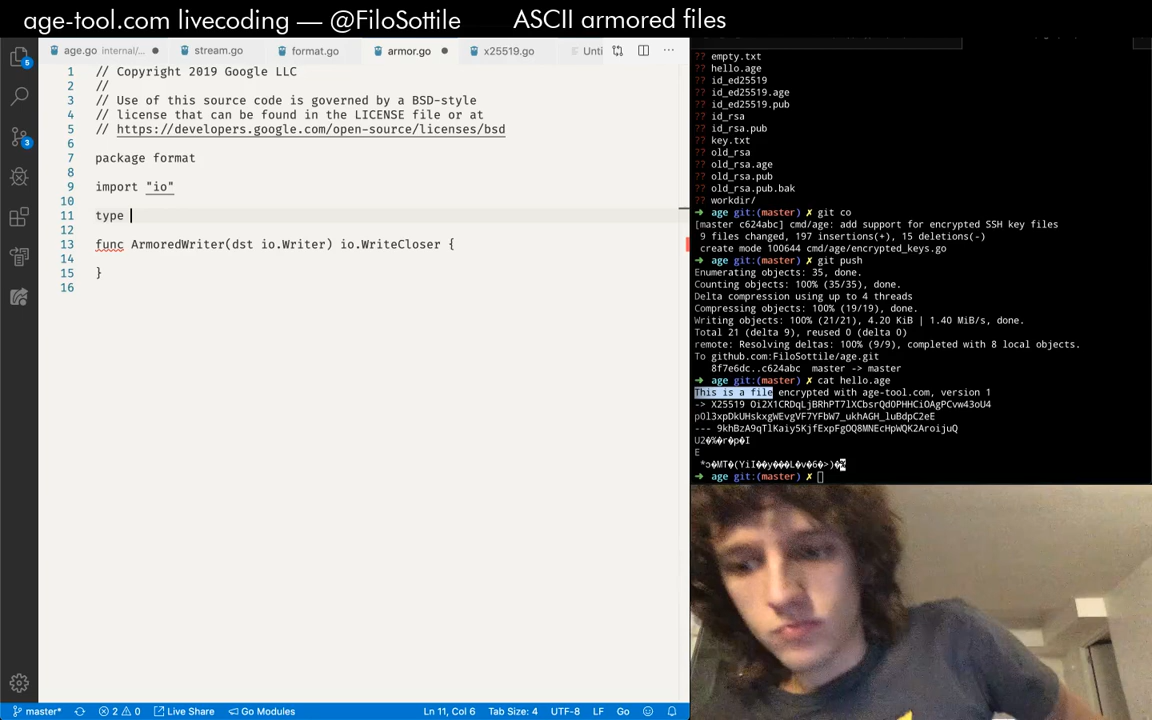 age-tool.com livecoding — @FiloSottile
ASCII armored files
age.go internal/...
stream.go
format.go
armor.go
x25519.go
Unti
1 // Copyright 2019 Google LLC
2 //
3 // Use of this source code is governed by a BSD-style
4 // license that can be found in the LICENSE file or at
5 // https://developers.google.com/open-source/licenses/bsd
6
7 package format
8
9 import "io"
10
11 type
12
13 func ArmoredWriter(dst io.Writer) io.WriteCloser {
14
15 }
16
?? empty.txt
?? hello.age
?? id_ed25519
?? id_ed25519.age
?? id_ed25519.pub
?? id_rsa
?? id_rsa.pub
?? key.txt
?? old_rsa
?? old_rsa.age
?? old_rsa.pub
?? old_rsa.pub.bak
?? workdir/
➜ age git:(master) ✗ git co
[master c624abc] cmd/age: add support for encrypted SSH key files
9 files changed, 197 insertions(+), 15 deletions(-)
create mode 100644 cmd/age/encrypted_keys.go
➜ age git:(master) ✗ git push
Enumerating objects: 35, done.
Counting objects: 100% (35/35), done.
Delta compression using up to 4 threads
Compressing objects: 100% (19/19), done.
Writing objects: 100% (21/21), 4.20 KiB | 1.40 MiB/s, done.
Total 21 (delta 9), reused 0 (delta 0)
remote: Resolving deltas: 100% (9/9), completed with 8 local objects.
To github.com:FiloSottile/age.git
8f7e6dc..c624abc master -> master
➜ age git:(master) ✗ cat hello.age
This is a file encrypted with age-tool.com, version 1
-> X25519 Oi2X1CRDqLjBRhPT7lXCbsrQd0PHHCiOAgPCvw43oU4
pOl3xpDkUHskxgWEvgVF7YFbW7_ukhAGH_luBdpC2eE
--- 9khBzA9qTlKaiy5KjfExpFgOQ8MNEcHpWQK2AroijuQ
U2�%�r�p�I
E
➜ age git:(master) ✗
5
3
master*
2
0
Live Share
Go Modules
Ln 11, Col 6
Tab Size: 4
UTF-8
LF
Go